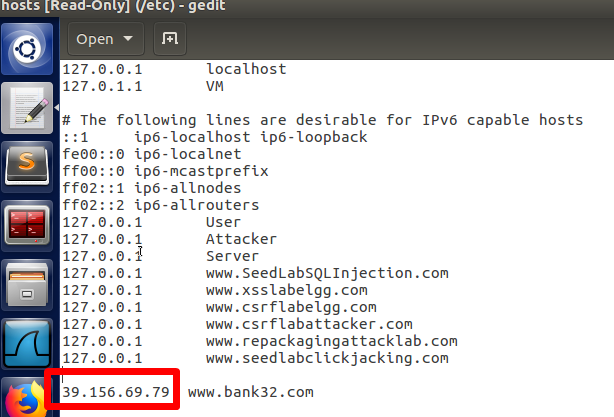 hosts [Read-Only] (/etc) - gedit
Open
127.0.0.1 localhost
127.0.1.1 VM
# The following lines are desirable for IPv6 capable hosts
::1 ip6-localhost ip6-loopback
fe00::0 ip6-localnet
ff00::0 ip6-mcastprefix
ff02::1 ip6-allnodes
ff02::2 ip6-allrouters
127.0.0.1 User
127.0.0.1 Attacker
127.0.0.1 Server
127.0.0.1 www.SeedLabSQLInjection.com
127.0.0.1 www.xsslabelgg.com
127.0.0.1 www.csrflabelgg.com
127.0.0.1 www.csrflabattacker.com
127.0.0.1 www.repackagingattacklab.com
127.0.0.1 www.seedlabclickjacking.com
39.156.69.79 www.bank32.com